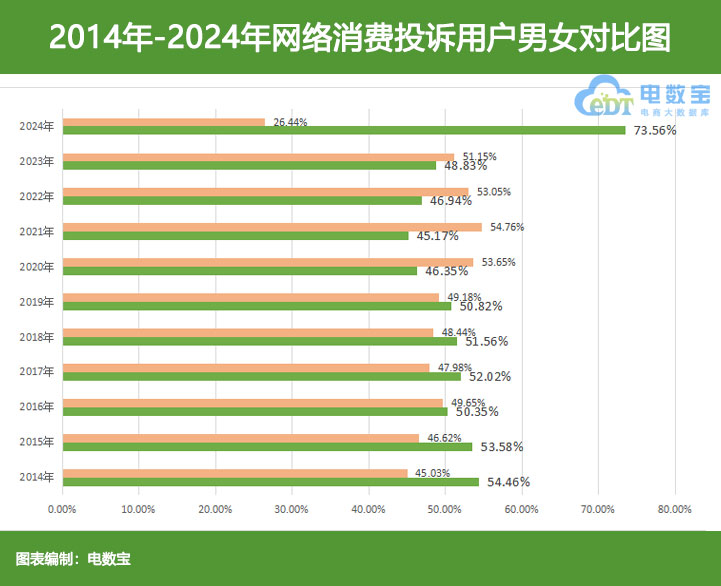 2014年-2024年网络消费投诉用户男女对比图
EDT 电数宝
电商大数据库
2024年
26.44%
73.56%
2023年
51.15%
48.83%
2022年
53.05%
46.94%
2021年
54.76%
45.17%
2020年
53.65%
46.35%
2019年
49.18%
50.82%
2018年
48.44%
51.56%
2017年
47.98%
52.02%
2016年
49.65%
50.35%
2015年
46.62%
53.58%
2014年
45.03%
54.46%
0.00% 10.00% 20.00% 30.00% 40.00% 50.00% 60.00% 70.00% 80.00%
图表编制：电数宝